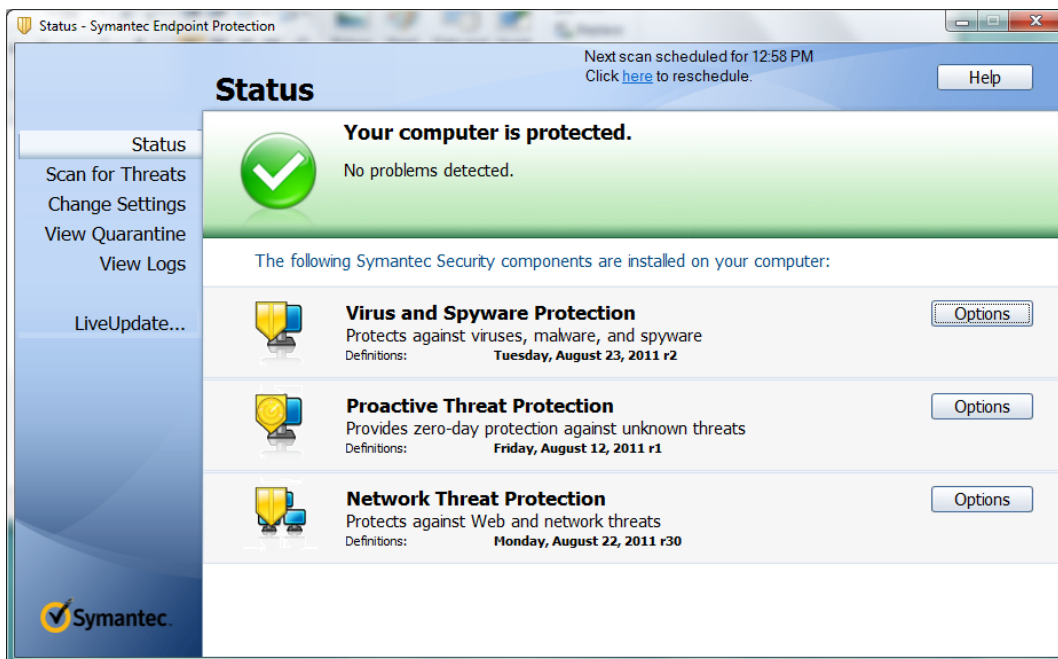 Status - Symantec Endpoint Protection
Next scan scheduled for 12:58 PM
Click here to reschedule.
Help
Status
Status
Scan for Threats
Change Settings
View Quarantine
View Logs
LiveUpdate...
Your computer is protected.
No problems detected.
The following Symantec Security components are installed on your computer:
Virus and Spyware Protection
Protects against viruses, malware, and spyware
Definitions: Tuesday, August 23, 2011 r2
Options
Proactive Threat Protection
Provides zero-day protection against unknown threats
Definitions: Friday, August 12, 2011 r1
Options
Network Threat Protection
Protects against Web and network threats
Definitions: Monday, August 22, 2011 r30
Options
Symantec.